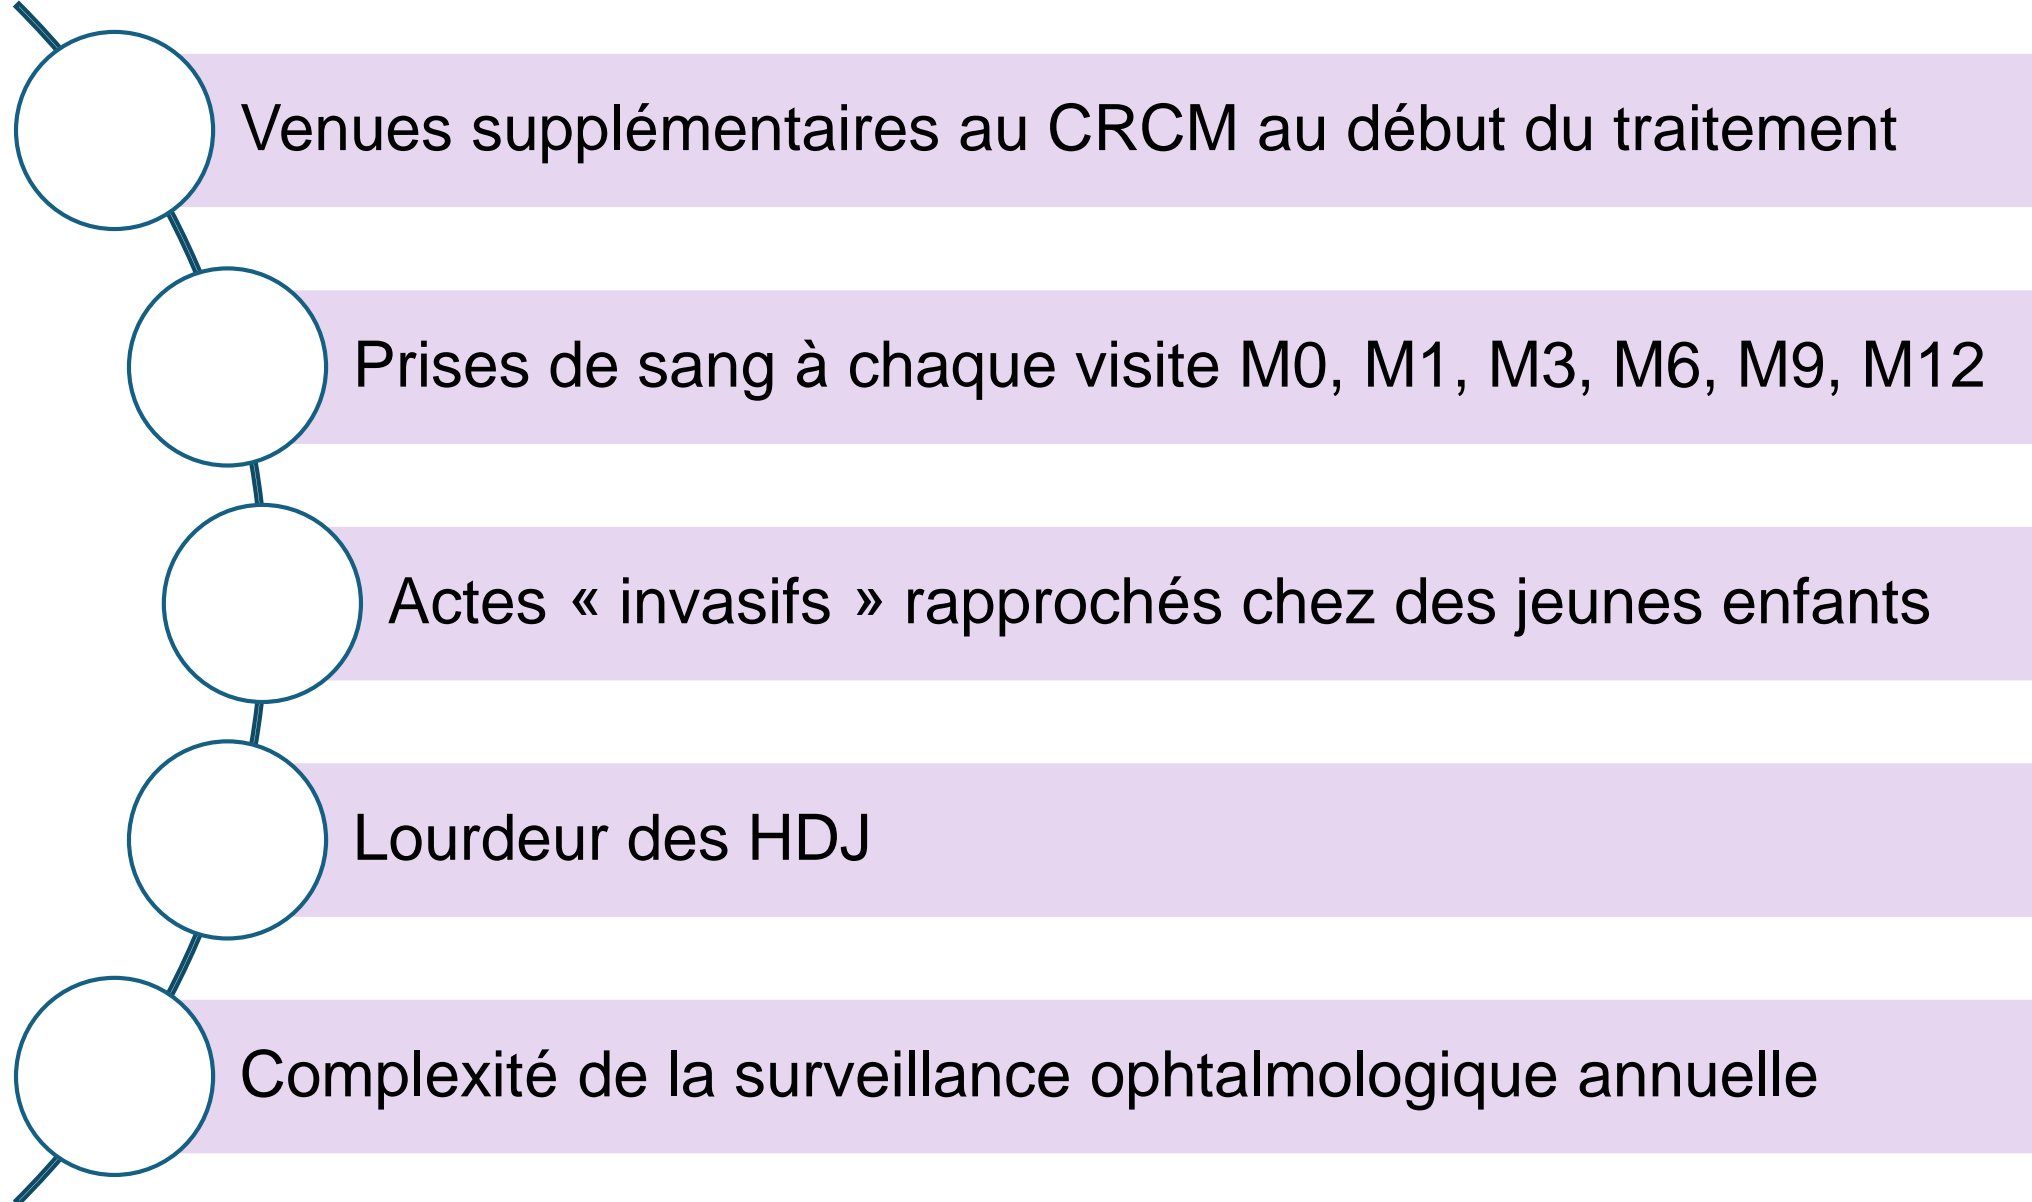 Venues supplémentaires au CRCM au début du traitement
Prises de sang à chaque visite M0, M1, M3, M6, M9, M12
Actes « invasifs » rapprochés chez des jeunes enfants
Lourdeur des HDJ
Complexité de la surveillance ophtalmologique annuelle